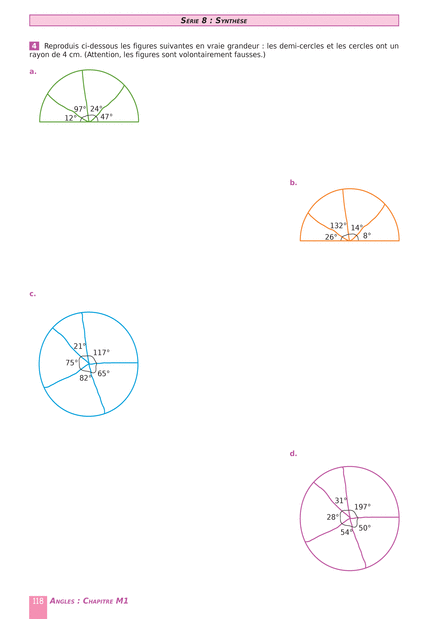 SÉRIE 8 : SYNTHÈSE
4 Reproduis ci-dessous les figures suivantes en vraie grandeur : les demi-cercles et les cercles ont un
rayon de 4 cm. (Attention, les figures sont volontairement fausses.)
a.
97° 24°
12° 47°
b.
132° 14°
26° 8°
c.
21°
117°
75°
65°
82°
d.
31°
197°
28°
50°
54°
118 ANGLES : CHAPITRE M1